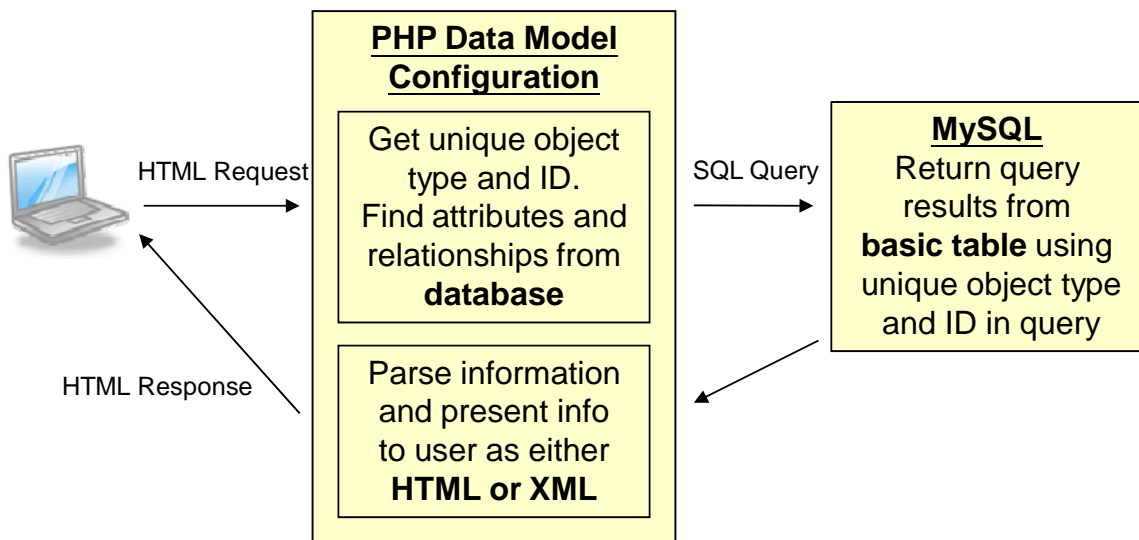 PHP Data Model
Configuration
HTML Request
Get unique object
type and ID.
Find attributes and
relationships from
database
SQL Query
MySQL
Return query
results from
basic table using
unique object type
and ID in query
HTML Response
Parse information
and present info
to user as either
HTML or XML